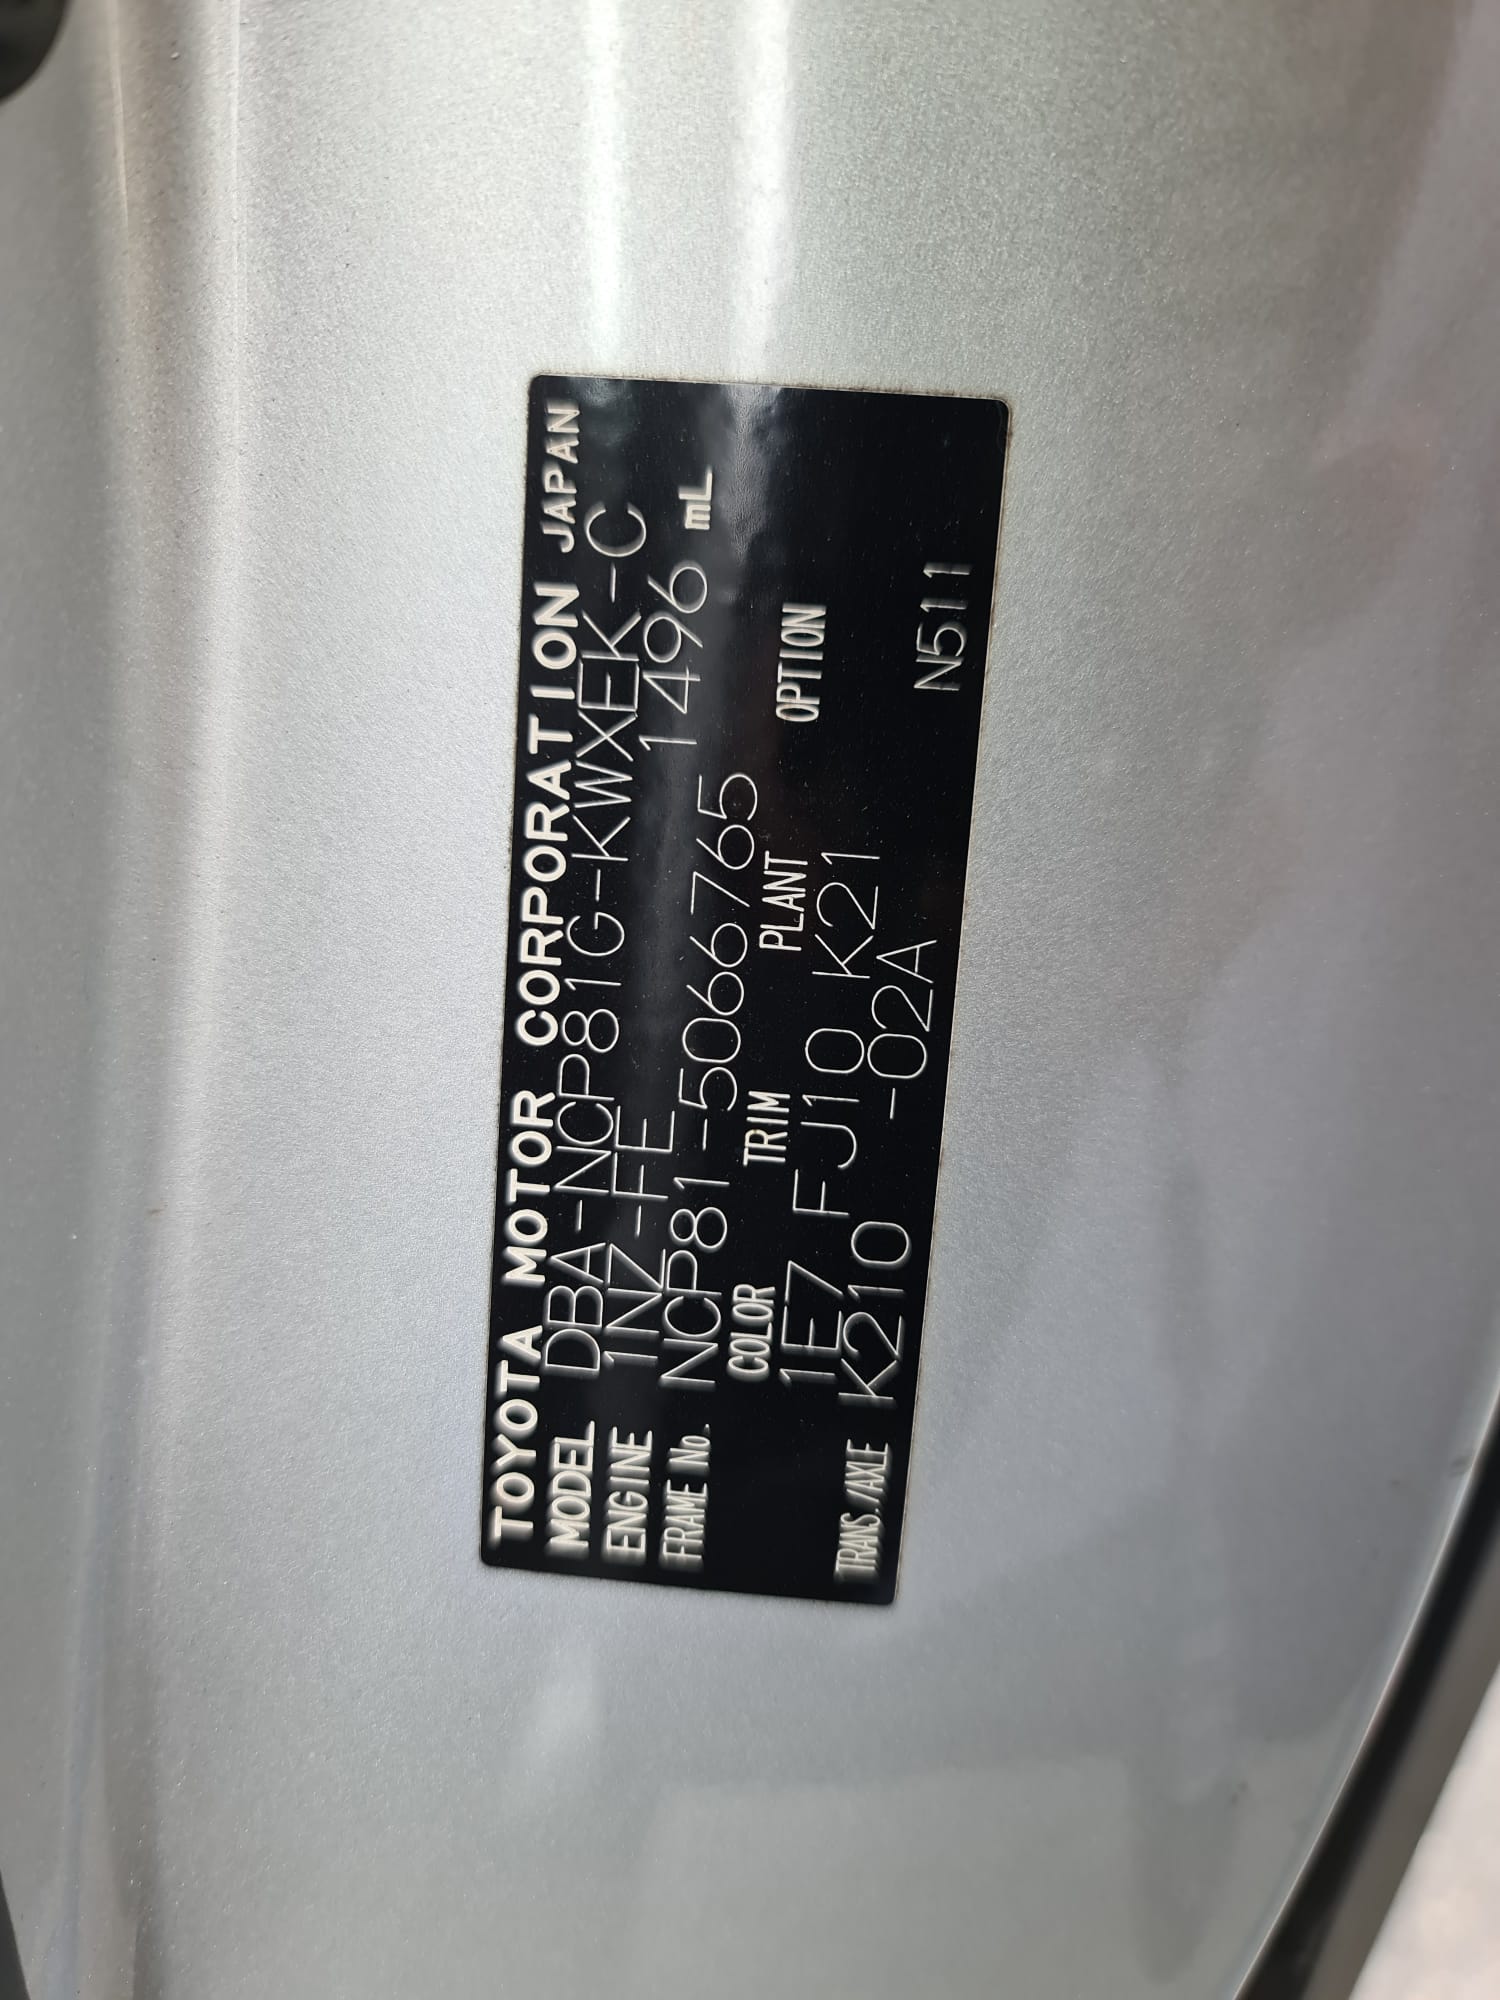 TOYOTA MOTOR CORPORATION JAPAN
MODEL DBA-NCP81G-KWXEK-C
ENGINE 1NZ-FE 1496 mL
FRAME No. NCP81-5066765
COLOR TRIM PLANT OPTION
1E7 FJ10 K21
TRANS./AXLE K210 -02A N511